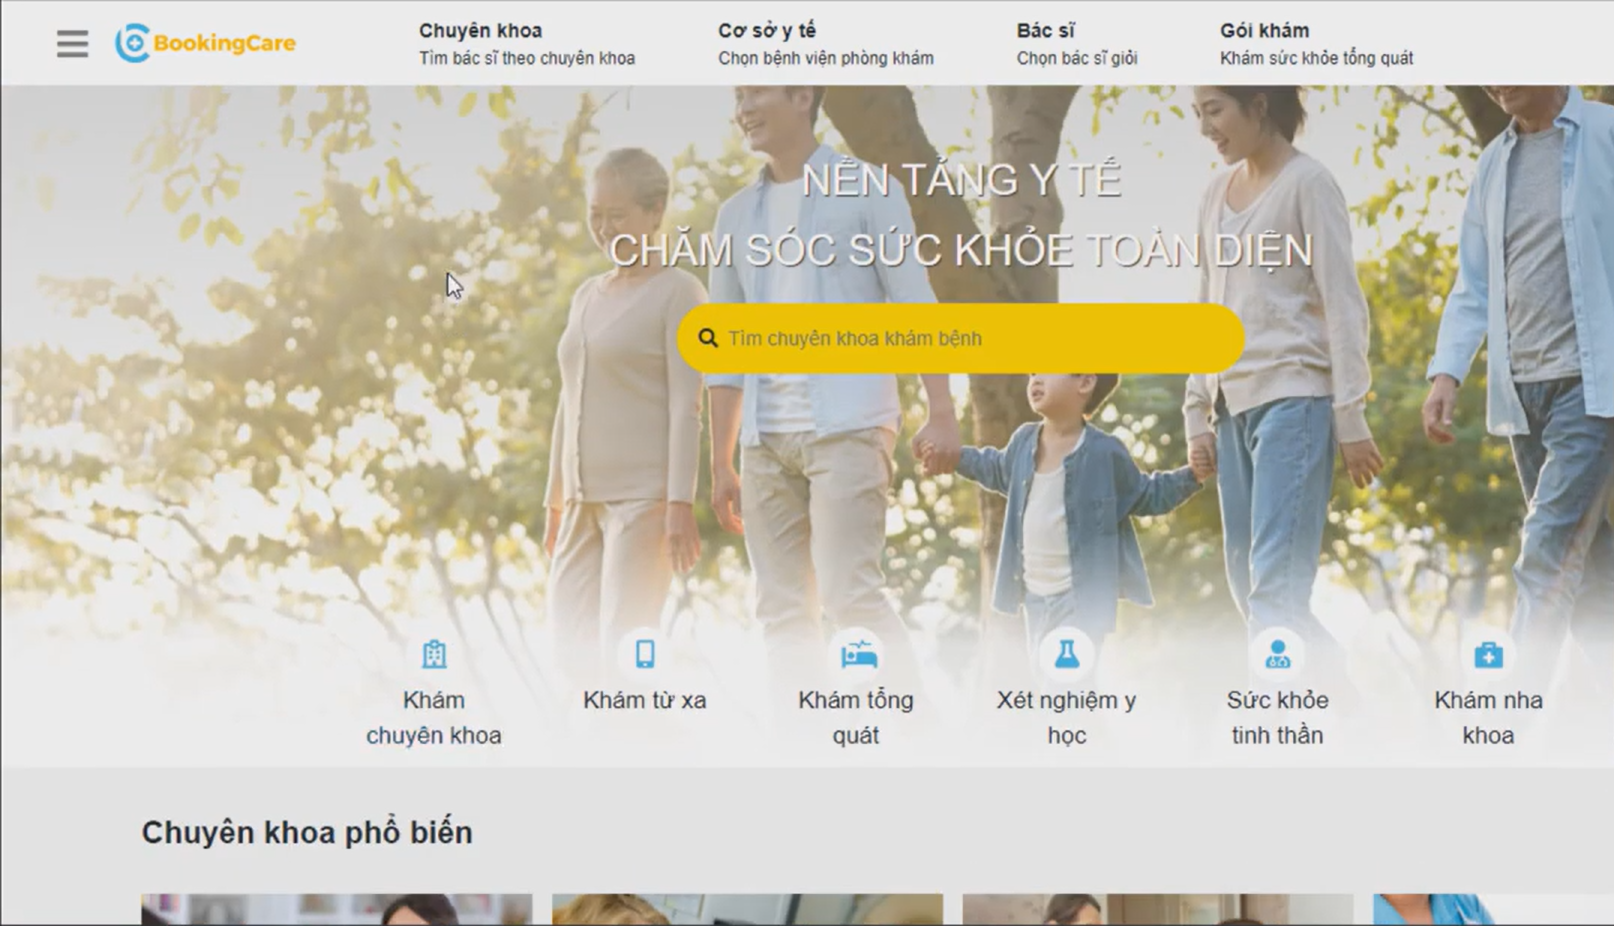 BookingCare
Chuyên khoa
Tìm bác sĩ theo chuyên khoa
Cơ sở y tế
Chọn bệnh viện phòng khám
Bác sĩ
Chọn bác sĩ giỏi
Gói khám
Khám sức khỏe tổng quát
NỀN TẢNG Y TẾ
CHĂM SÓC SỨC KHỎE TOÀN DIỆN
Tìm chuyên khoa khám bệnh
Khám
chuyên khoa
Khám từ xa
Khám tổng
quát
Xét nghiệm y
học
Sức khỏe
tinh thần
Khám nha
khoa
Chuyên khoa phổ biến